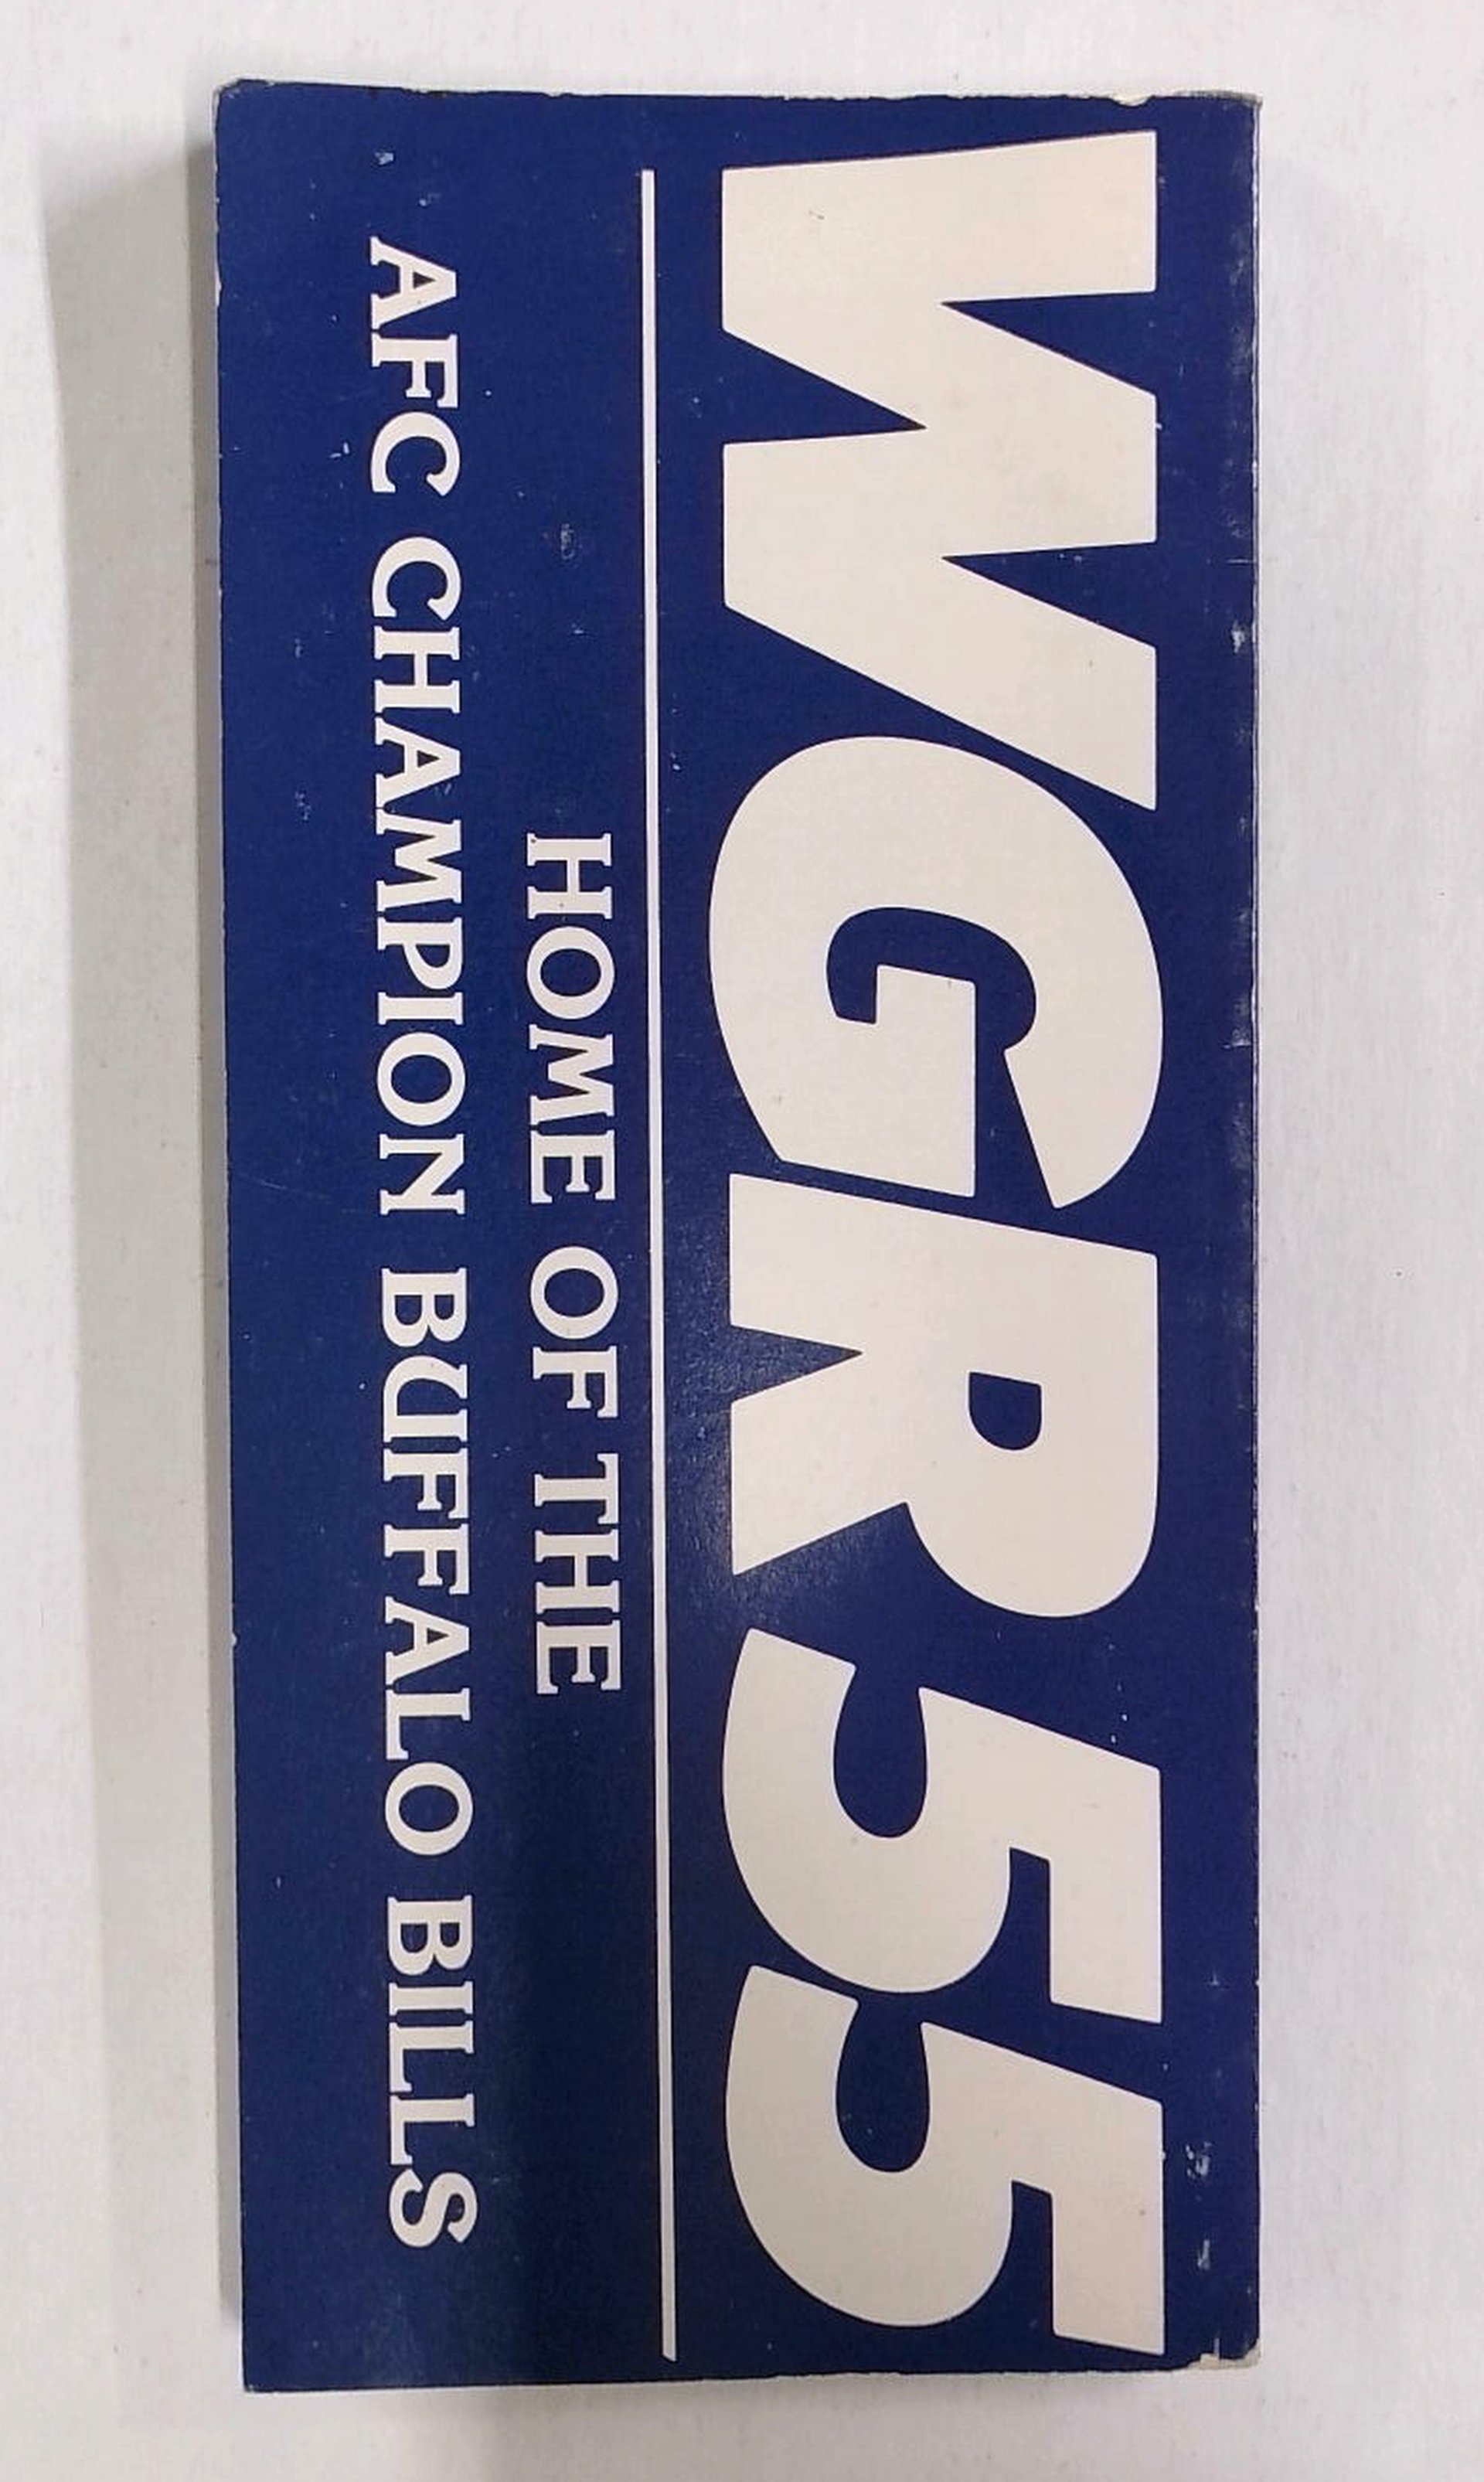 WGR55
HOME OF THE
AFC CHAMPION BUFFALO BILLS